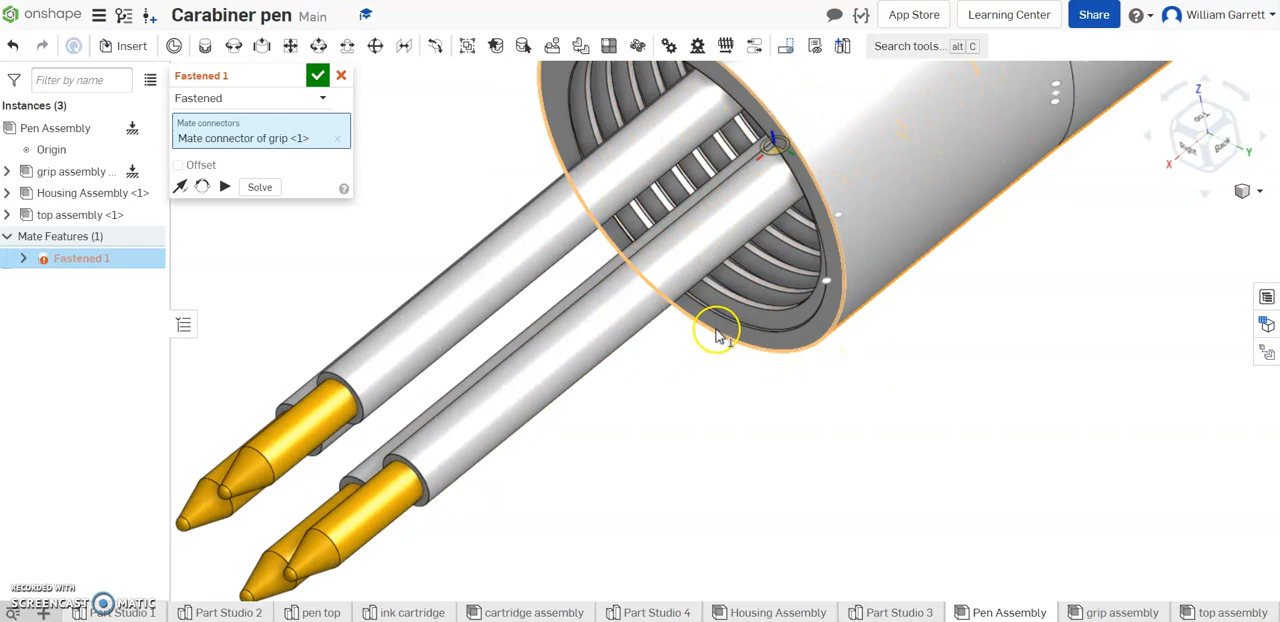 onshape Carabiner pen Main App Store Learning Center Share William Garrett
Insert Search tools... alt C
Filter by name
Instances (3)
Pen Assembly
Origin
grip assembly ...
Housing Assembly <1>
top assembly <1>
Mate Features (1)
Fastened 1
Fastened 1
Fastened
Mate connectors
Mate connector of grip <1>
Offset
Solve
Z
Top
Right Back
Y
X
RECORDED WITH
SCREENCAST MATIC
Part Studio 1 Part Studio 2 pen top ink cartridge cartridge assembly Part Studio 4 Housing Assembly Part Studio 3 Pen Assembly grip assembly top assembly